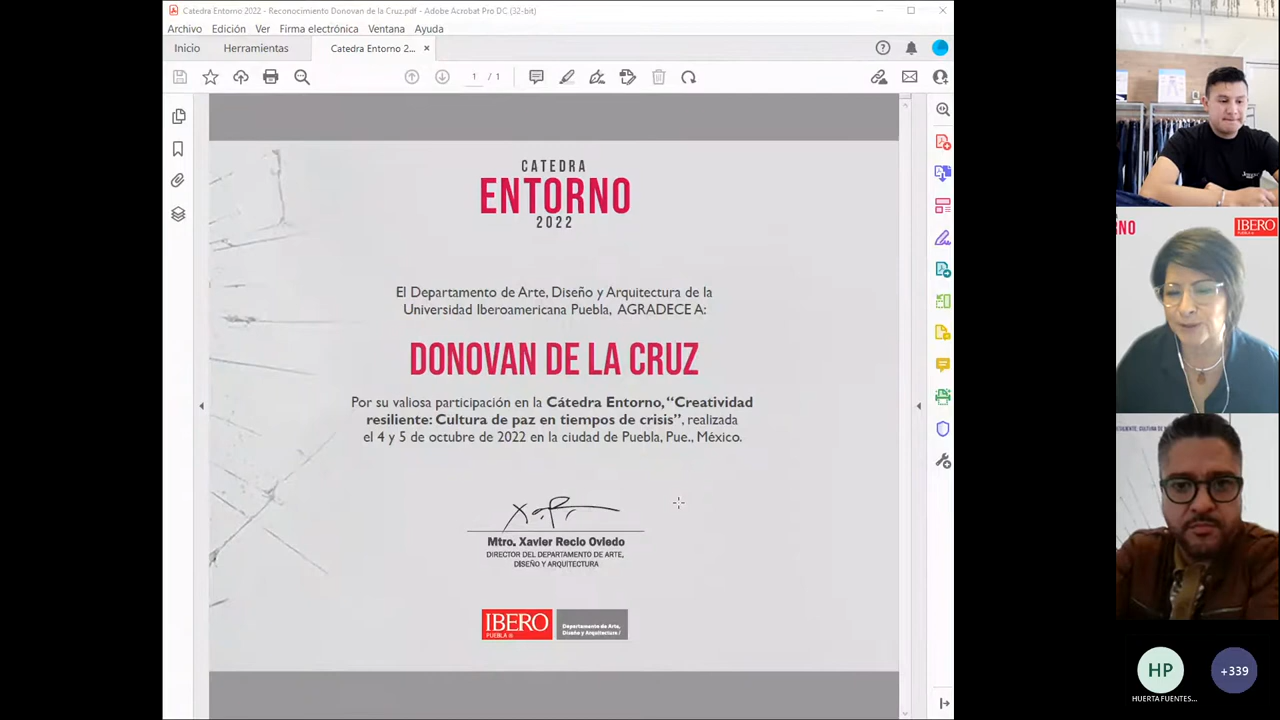 Catedra Entorno 2022 - Reconocimiento Donovan de la Cruz.pdf - Adobe Acrobat Pro DC (32-bit)
Archivo Edición Ver Firma electrónica Ventana Ayuda
Inicio Herramientas Catedra Entorno 2...
1 / 1
CATEDRA
ENTORNO
2022
El Departamento de Arte, Diseño y Arquitectura de la
Universidad Iberoamericana Puebla, AGRADECE A:
DONOVAN DE LA CRUZ
Por su valiosa participación en la Cátedra Entorno, “Creatividad
resiliente: Cultura de paz en tiempos de crisis”, realizada
el 4 y 5 de octubre de 2022 en la ciudad de Puebla, Pue., México.
Mtro. Xavier Recio Oviedo
DIRECTOR DEL DEPARTAMENTO DE ARTE,
DISEÑO Y ARQUITECTURA
IBERO
PUEBLA
Departamento de Arte,
Diseño y Arquitectura /
RNO
IBERO
PUEBLA
HP
+339
HUERTA FUENTES...